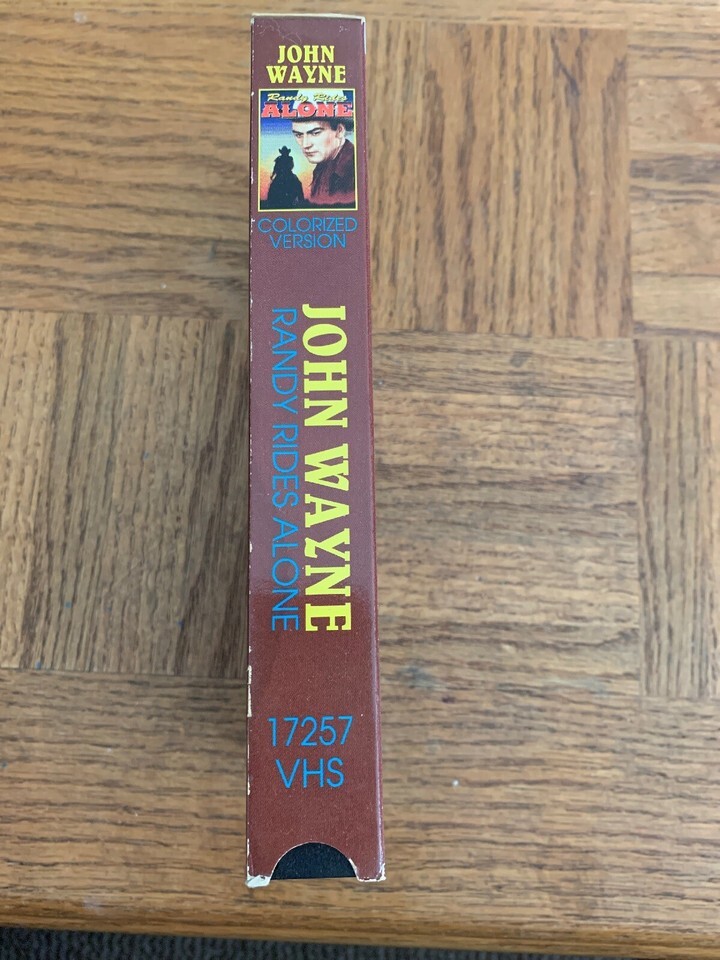 JOHN
WAYNE
Randy Rides
ALONE
COLORIZED
VERSION
JOHN WAYNE
RANDY RIDES ALONE
17257
VHS